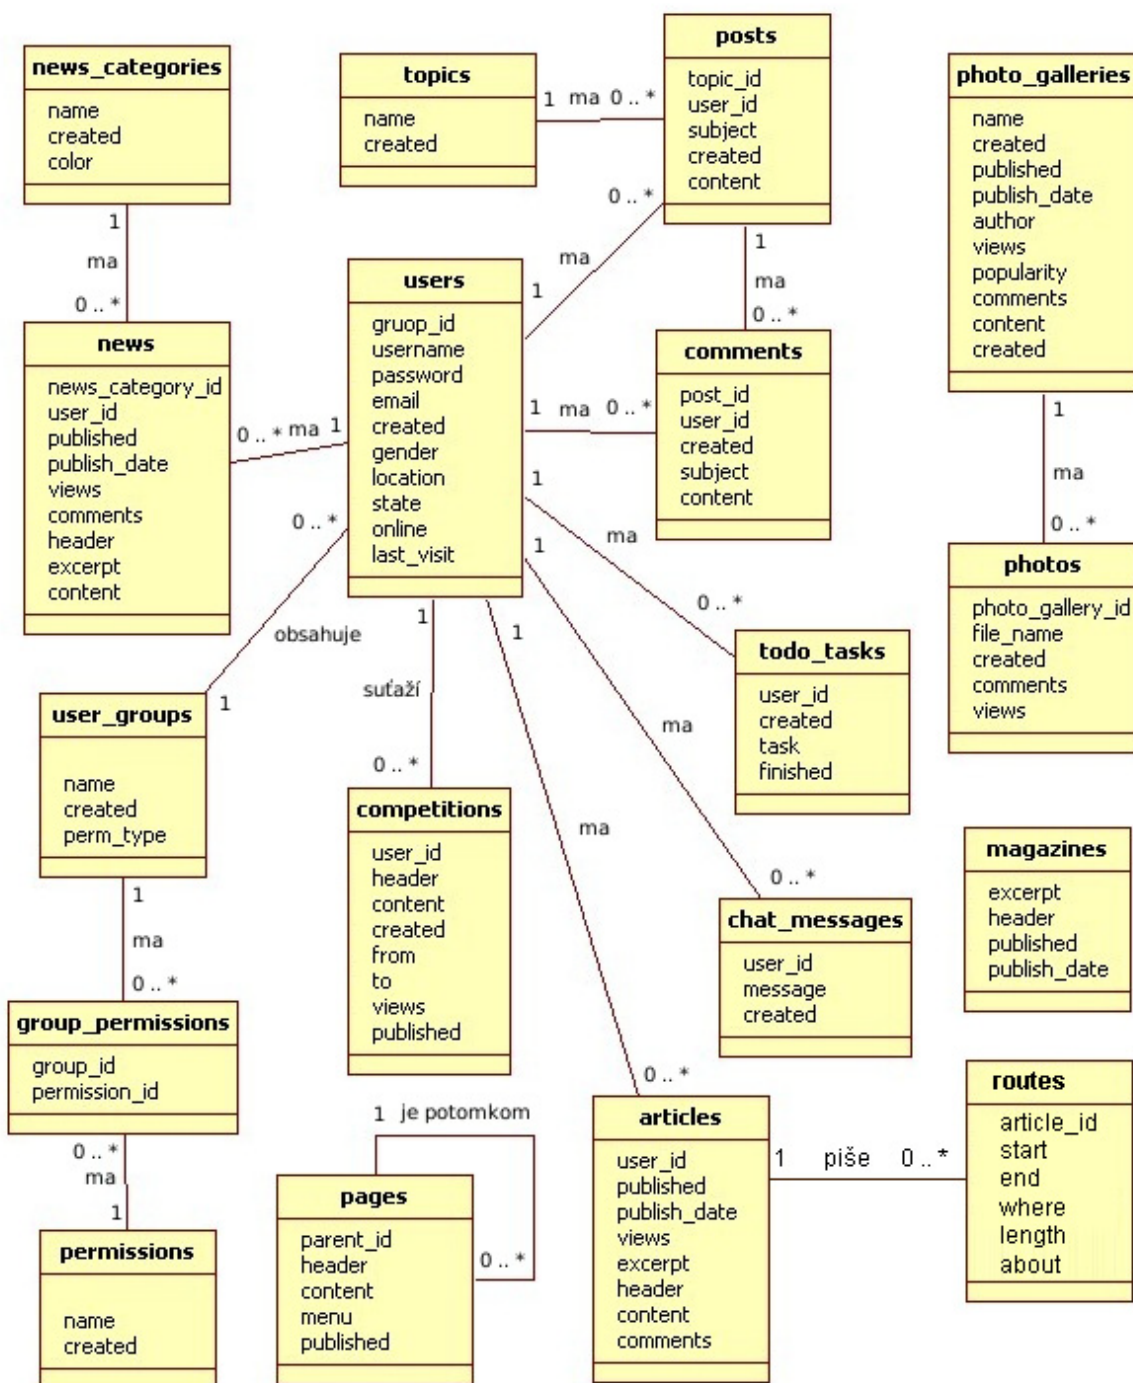 news_categories
name
created
color
1
ma
0 .. *
news
news_category_id
user_id
published
publish_date
views
comments
header
excerpt
content
0 .. * ma 1
topics
name
created
1 ma 0 .. *
posts
topic_id
user_id
subject
created
content
0 .. *
ma
1
1
ma
0 .. *
users
gruop_id
username
password
email
created
gender
location
state
online
last_visit
1 ma 0 .. *
comments
post_id
user_id
created
subject
content
photo_galleries
name
created
published
publish_date
author
views
popularity
comments
content
created
1
ma
0 .. *
photos
photo_gallery_id
file_name
created
comments
views
1
ma
0 .. *
todo_tasks
user_id
created
task
finished
0 .. *
obsahuje
1
user_groups
name
created
perm_type
1
ma
0 .. *
group_permissions
group_id
permission_id
0 .. *
ma
1
permissions
name
created
1
suťaží
0 .. *
competitions
user_id
header
content
created
from
to
views
published
1
ma
0 .. *
chat_messages
user_id
message
created
magazines
excerpt
header
published
publish_date
1
ma
0 .. *
articles
user_id
published
publish_date
views
excerpt
header
content
comments
1 piše 0 .. *
routes
article_id
start
end
where
length
about
1 je potomkom
pages
parent_id
header
content
menu
published
0 .. *